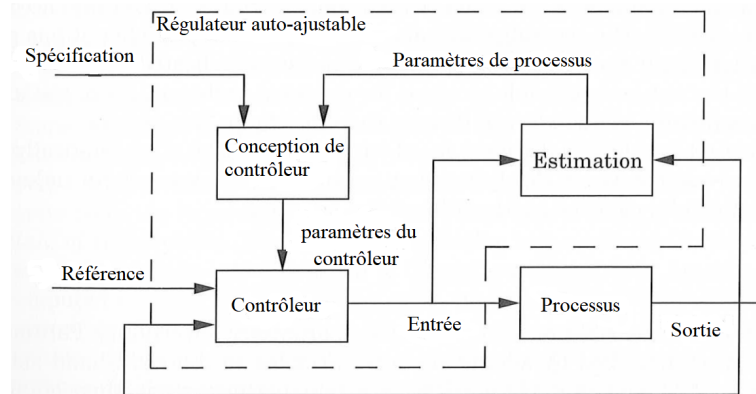 Régulateur auto-ajustable
Spécification
Paramètres de processus
Conception de
contrôleur
Estimation
paramètres du
contrôleur
Référence
Contrôleur
Entrée
Processus
Sortie